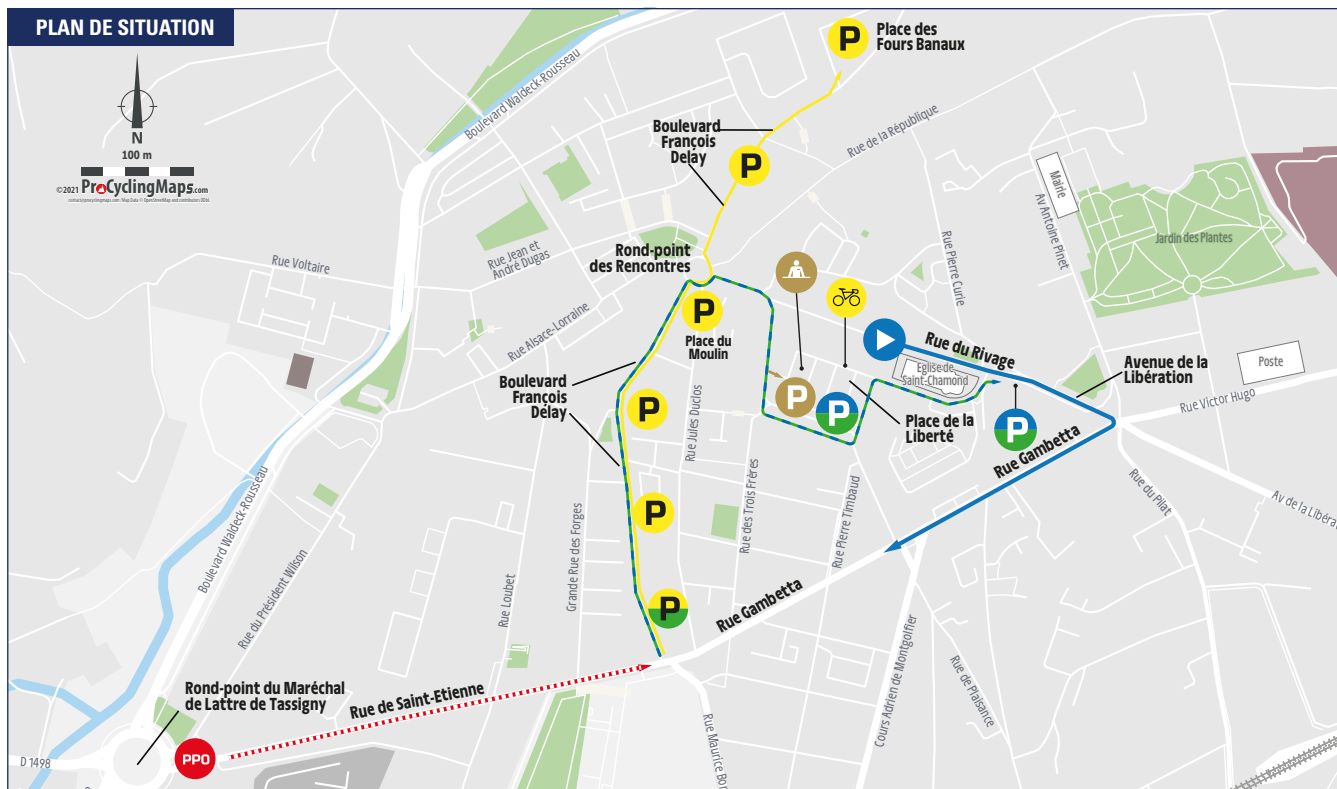 PLAN DE SITUATION
N
100 m
©2021 ProCyclingMaps.com
P
Place des
Fours Banaux
Boulevard Waldeck-Rousseau
Boulevard
François
Delay
P
Rue de la République
Mairie
Av Antoine Pinet
Jardin des Plantes
Rue Voltaire
Rue Jean et
André Dugas
Rond-point
des Rencontres
Rue Pierre Curie
P
Place du
Moulin
Rue Alsace-Lorraine
Rue du Rivage
Eglise de
Saint-Chamond
Avenue de la
Libération
Poste
Boulevard
François
Delay
P
P
P
Place de la
Liberté
P
Rue Victor Hugo
Rue Jules Duclos
Rue Gambetta
Rue du Pilat
Av de la Libéra
Boulevard Waldeck-Rousseau
P
Rue des Trois Frères
Rue Pierre Timbaud
Grande Rue des Forges
Rue du Président Wilson
Rue Loubet
P
Rue Gambetta
Rond-point du Maréchal
de Lattre de Tassigny
Rue de Saint-Etienne
Cours Adrien de Montgolfier
Rue de Plaisance
Rue Maurice Bon
D 1498
PPO